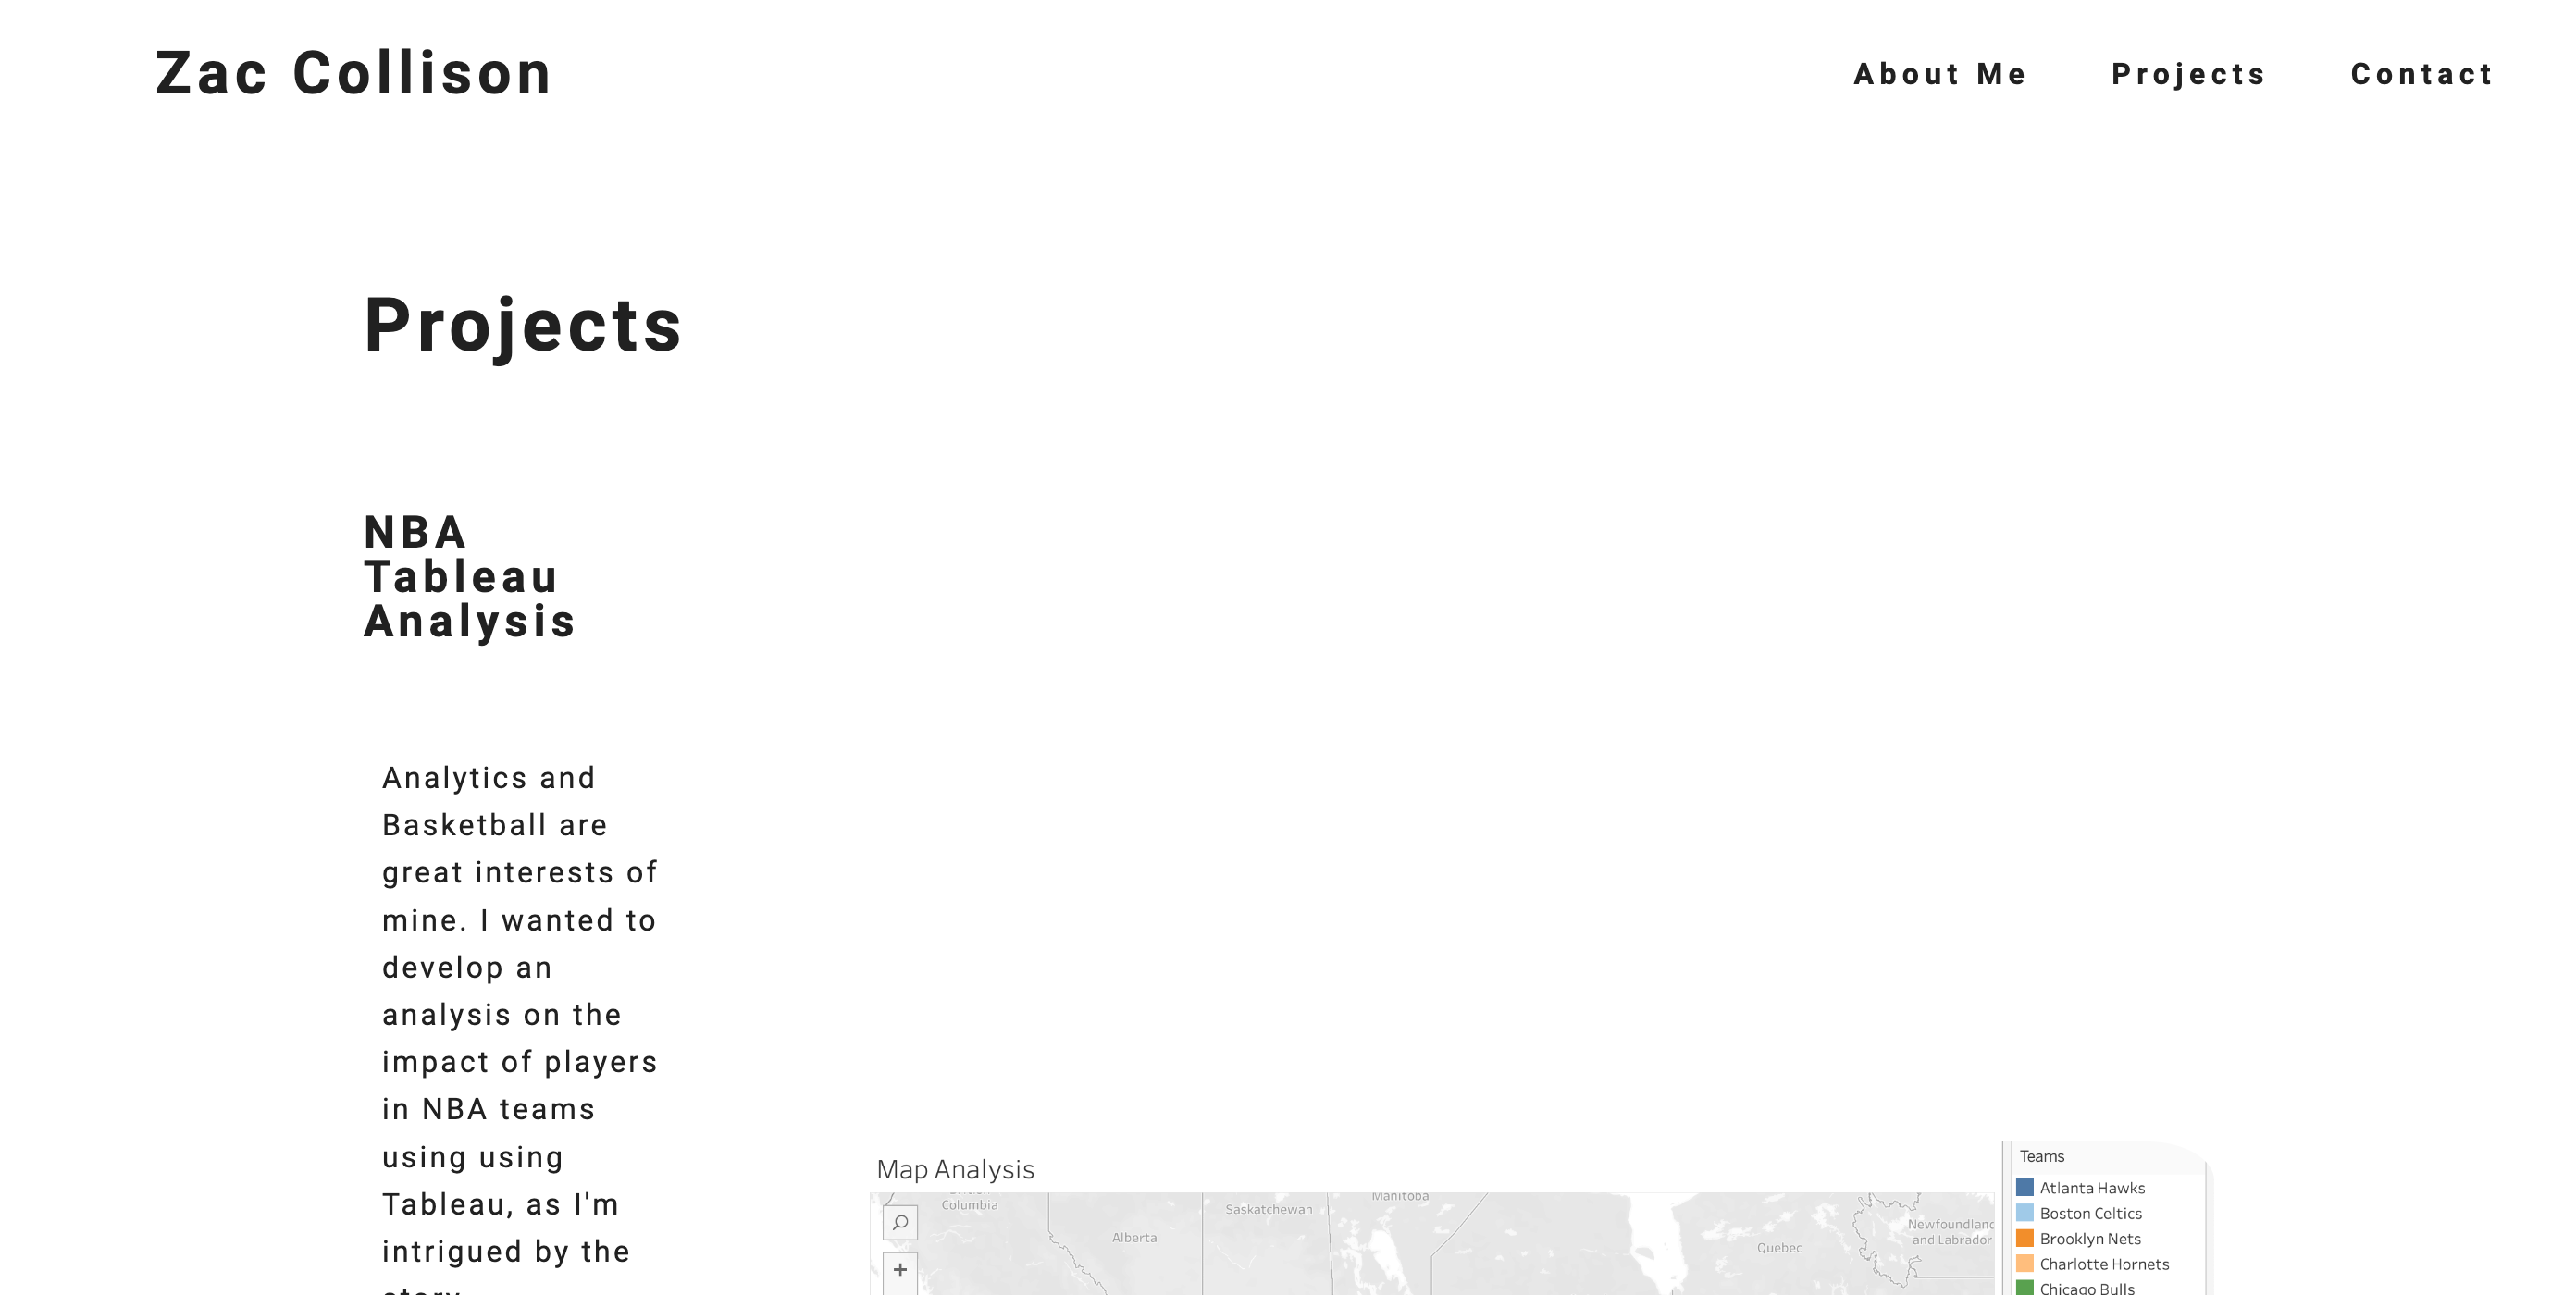 Zac Collison
About Me
Projects
Contact
Projects
NBA
Tableau
Analysis
Analytics and
Basketball are
great interests of
mine. I wanted to
develop an
analysis on the
impact of players
in NBA teams
using using
Tableau, as I'm
intrigued by the
Map Analysis
Columbia
Alberta
Saskatchewan
Manitoba
Quebec
and Labrador
+
Teams
Atlanta Hawks
Boston Celtics
Brooklyn Nets
Charlotte Hornets
Chicago Bulls